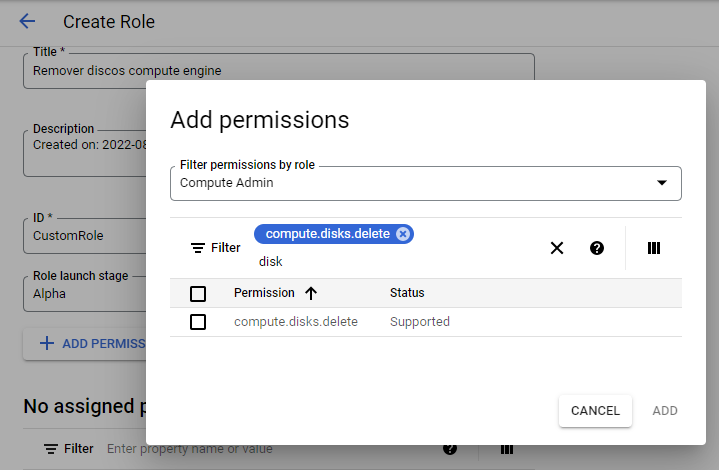 Create Role
Title *
Remover discos compute engine
Description
Created on: 2022-08
ID *
CustomRole
Role launch stage
Alpha
ADD PERMISS
No assigned p
Filter Enter property name or value
Add permissions
Filter permissions by role
Compute Admin
Filter compute.disks.delete
disk
Permission Status
compute.disks.delete Supported
CANCEL ADD